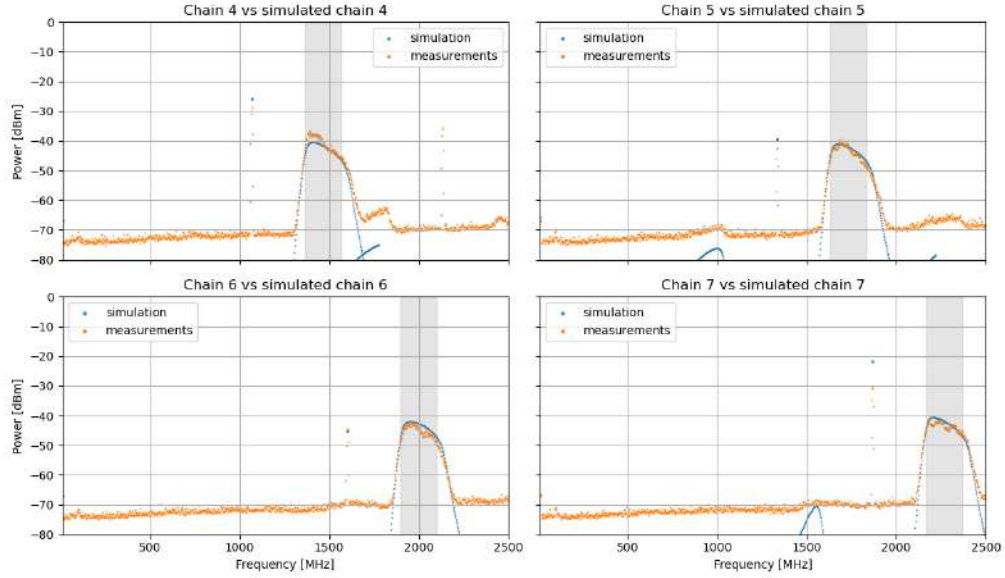 Chain 4 vs simulated chain 4
Chain 5 vs simulated chain 5
0
−10
−20
−30
−40
−50
−60
−70
−80
Power [dBm]
simulation
measurements
simulation
measurements
Chain 6 vs simulated chain 6
Chain 7 vs simulated chain 7
0
−10
−20
−30
−40
−50
−60
−70
−80
Power [dBm]
simulation
measurements
simulation
measurements
500 1000 1500 2000 2500
500 1000 1500 2000 2500
Frequency [MHz]
Frequency [MHz]